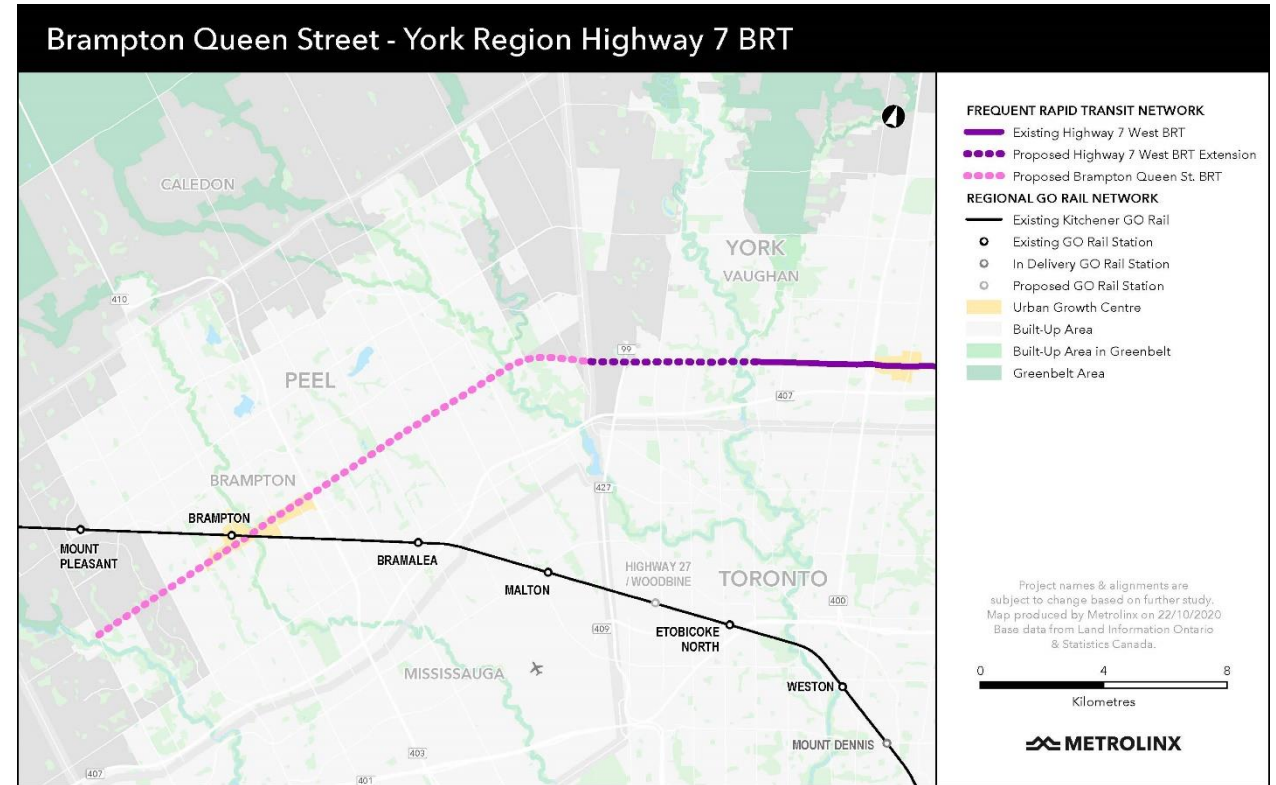 Brampton Queen Street - York Region Highway 7 BRT
CALEDON
410
YORK
VAUGHAN
99
PEEL
407
BRAMPTON
427
BRAMPTON
MOUNT
PLEASANT
BRAMALEA
MALTON
HIGHWAY 27
/ WOODBINE
TORONTO
400
409
ETOBICOKE
NORTH
MISSISSAUGA
WESTON
MOUNT DENNIS
403
407
401
FREQUENT RAPID TRANSIT NETWORK
Existing Highway 7 West BRT
Proposed Highway 7 West BRT Extension
Proposed Brampton Queen St. BRT
REGIONAL GO RAIL NETWORK
Existing Kitchener GO Rail
Existing GO Rail Station
In Delivery GO Rail Station
Proposed GO Rail Station
Urban Growth Centre
Built-Up Area
Built-Up Area in Greenbelt
Greenbelt Area
Project names & alignments are
subject to change based on further study.
Map produced by Metrolinx on 22/10/2020
Base data from Land Information Ontario
& Statistics Canada.
0 4 8
Kilometres
METROLINX